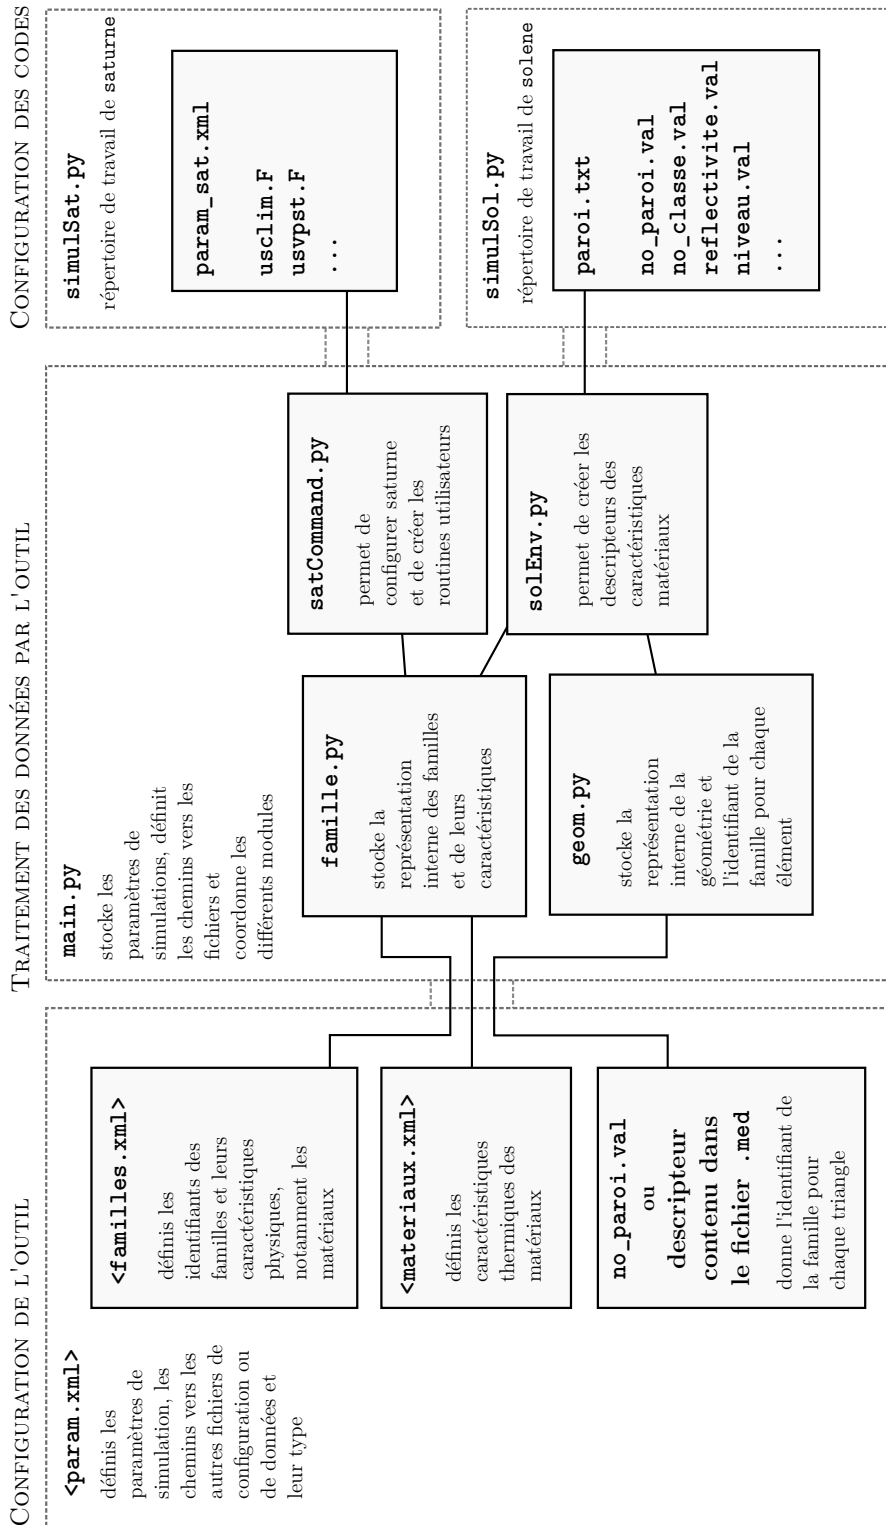 CONFIGURATION DE L'OUTIL
<param.xml>
définis les
paramètres de
simulation, les
chemins vers les
autres fichiers de
configuration ou
de données et
leur type
<familles.xml>
définis les
identifiants des
familles et leurs
caractéristiques
physiques,
notamment les
matériaux
<materiaux.xml>
définis les
caractéristiques
thermiques des
matériaux
no_paroi.val
ou
descripteur
contenu dans
le fichier .med
donne l'identifiant de
la famille pour
chaque triangle
TRAITEMENT DES DONNÉES PAR L'OUTIL
main.py
stocke les
paramètres de
simulations, définit
les chemins vers les
fichiers et
coordonne les
différents modules
famille.py
stocke la
représentation
interne des familles
et de leurs
caractéristiques
geom.py
stocke la
représentation
interne de la
géométrie et
l'identifiant de la
famille pour chaque
élément
satCommand.py
permet de
configurer saturne
et de créer les
routines utilisateurs
solEnv.py
permet de créer les
descripteurs des
caractéristiques
matériaux
CONFIGURATION DES CODES
simulSat.py
répertoire de travail de saturne
param_sat.xml
usclim.F
usvpst.F
...
simulSol.py
répertoire de travail de solene
paroi.txt
no_paroi.val
no_classe.val
reflectivite.val
niveau.val
...